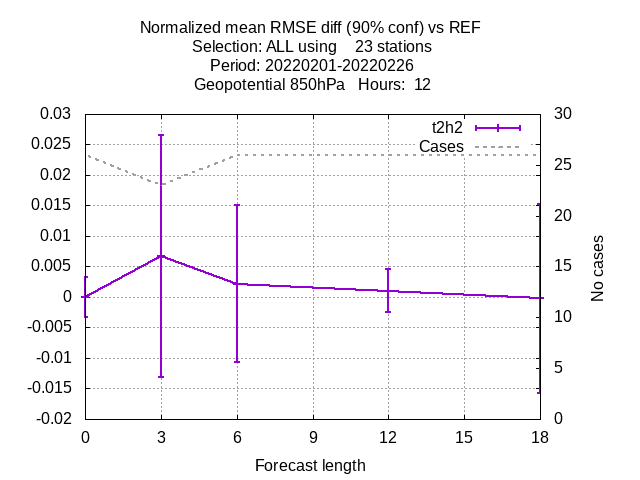 Normalized mean RMSE diff (90% conf) vs REF
Selection: ALL using    23 stations
Period: 20220201-20220226
Geopotential 850hPa   Hours:  12
t2h2
Cases
0.03
0.025
0.02
0.015
0.01
0.005
0
-0.005
-0.01
-0.015
-0.02
30
25
20
15
10
5
0
No cases
0 3 6 9 12 15 18
Forecast length